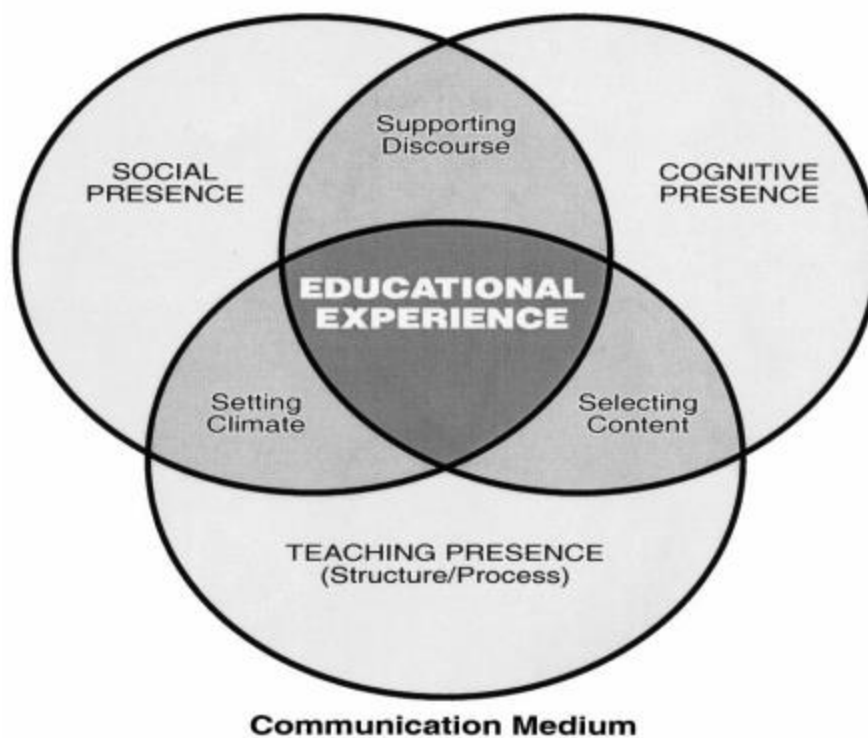 Supporting
Discourse
SOCIAL
PRESENCE
COGNITIVE
PRESENCE
EDUCATIONAL
EXPERIENCE
Setting
Climate
Selecting
Content
TEACHING PRESENCE
(Structure/Process)
Communication Medium